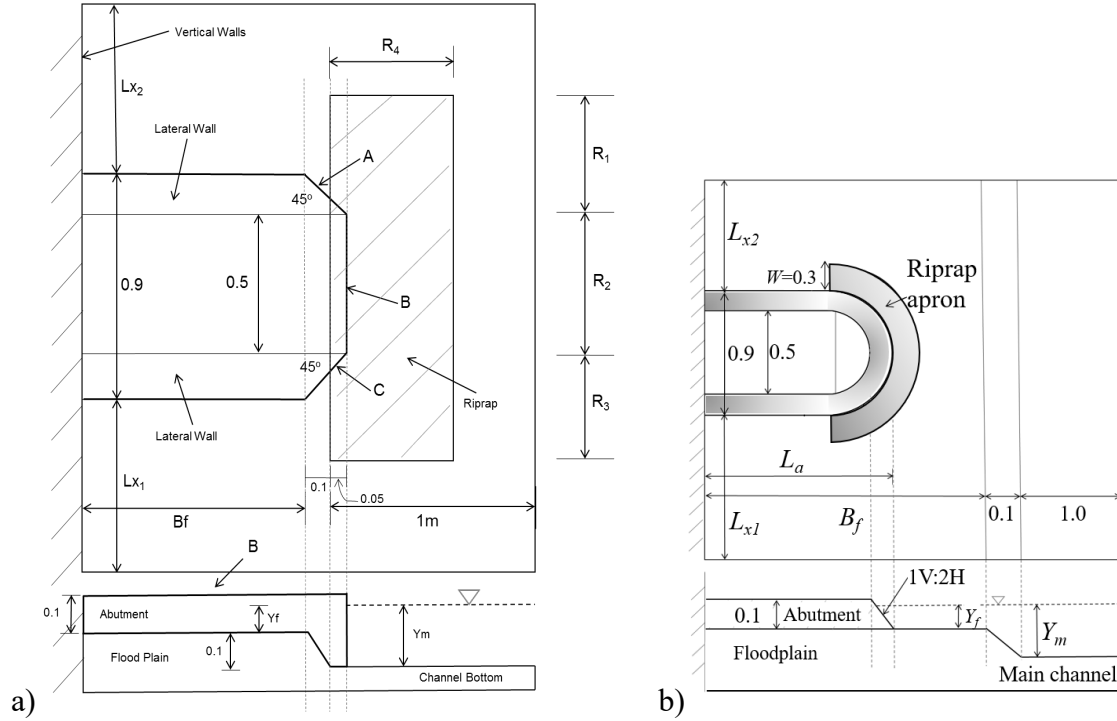 Vertical Walls
R4
Lx2
Lateral Wall
A
R1
45º
0.9
0.5
R2
B
45º
C
R3
Lateral Wall
Riprap
Lx1
0.1
0.05
Bf
1m
B
0.1
Abutment
Yf
Ym
Flood Plain
0.1
Channel Bottom
a)
Lx2
W=0.3
Riprap
apron
0.9
0.5
La
Lx1
Bf
0.1
1.0
1V:2H
0.1
Abutment
Yf
Ym
Floodplain
Main channel
b)